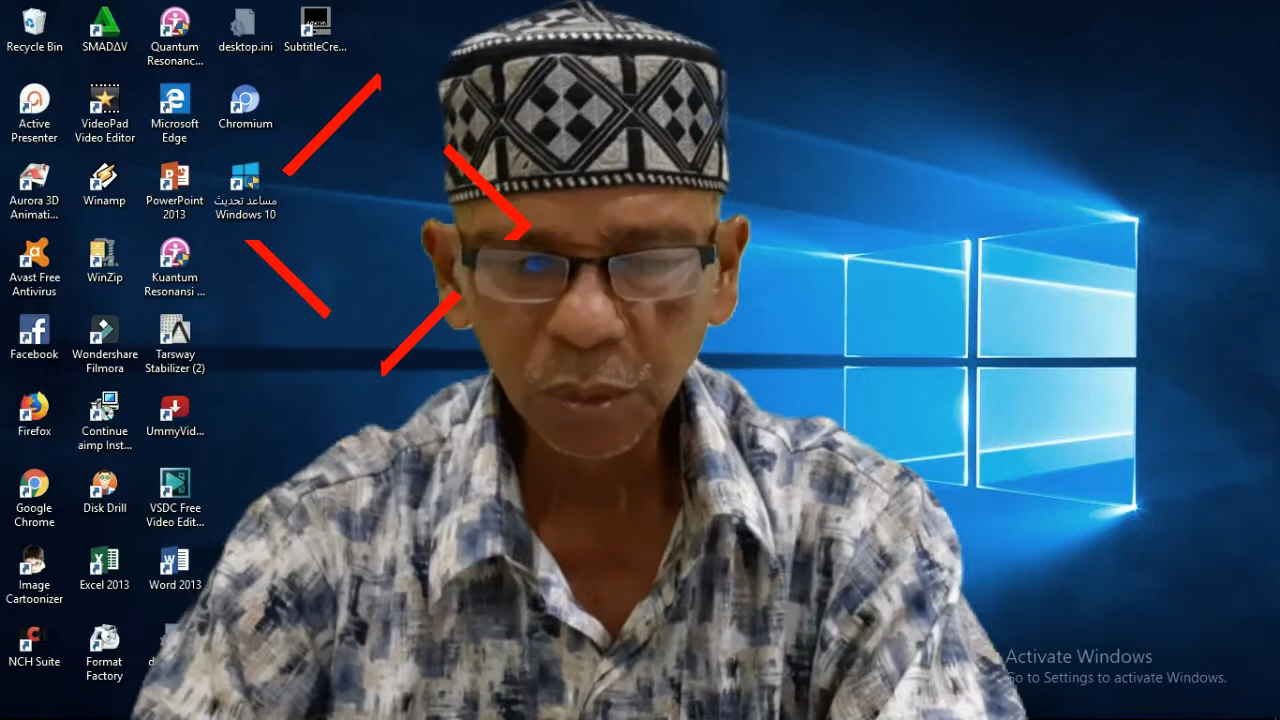 Recycle Bin
SMADΔV
Quantum
Resonanc...
desktop.ini
SubtitleCre...
Active
Presenter
VideoPad
Video Editor
Microsoft
Edge
Chromium
Aurora 3D
Animati...
Winamp
PowerPoint
2013
مساعد تحديث
Windows 10
Avast Free
Antivirus
WinZip
Kuantum
Resonansi ...
Facebook
Wondershare
Filmora
Tarsway
Stabilizer (2)
Firefox
Continue
aimp Inst...
UmmyVid...
Google
Chrome
Disk Drill
VSDC Free
Video Edit...
Image
Cartoonizer
Excel 2013
Word 2013
NCH Suite
Format
Factory
Activate Windows
Go to Settings to activate Windows.